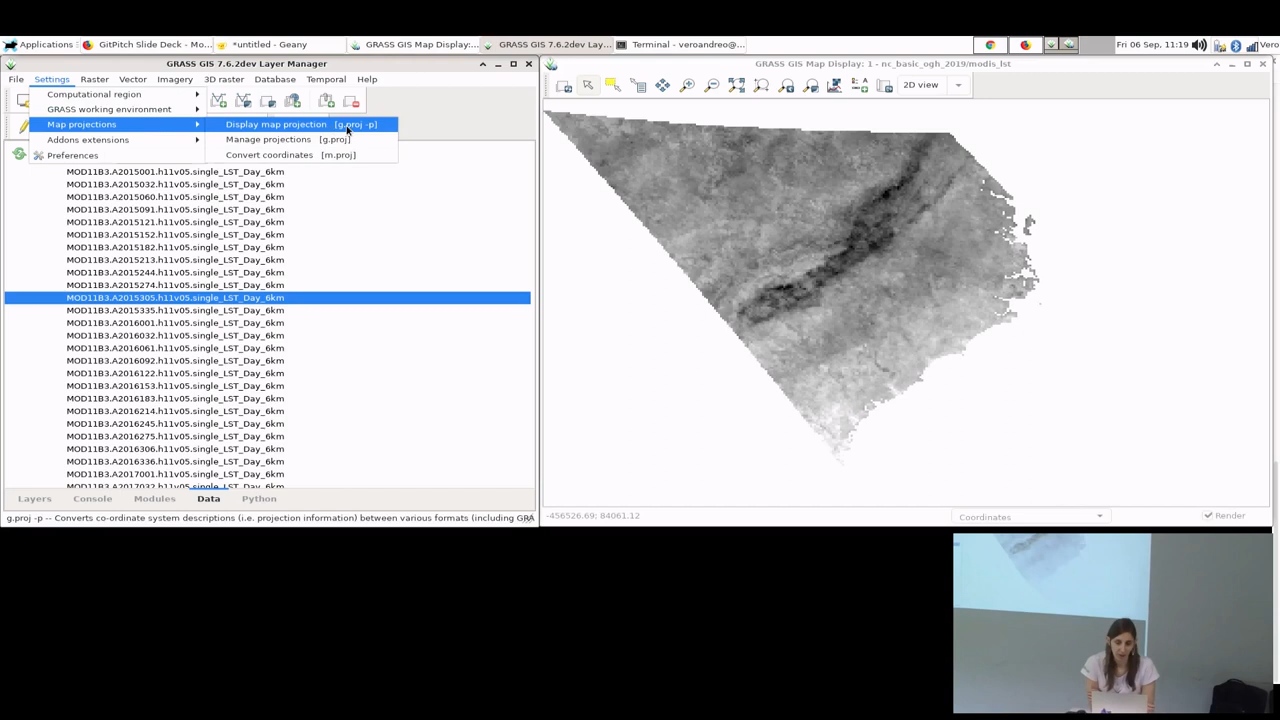 Applications
GitPitch Slide Deck - Mo...
*untitled - Geany
GRASS GIS Map Display:...
GRASS GIS 7.6.2dev Lay...
Terminal - veroandreo@...
Fri 06 Sep, 11:19
Vero
GRASS GIS 7.6.2dev Layer Manager
File Settings Raster Vector Imagery 3D raster Database Temporal Help
Computational region
GRASS working environment
Map projections
Addons extensions
Preferences
Display map projection [g.proj -p]
Manage projections [g.proj]
Convert coordinates [m.proj]
MOD11B3.A2015001.h11v05.single_LST_Day_6km
MOD11B3.A2015032.h11v05.single_LST_Day_6km
MOD11B3.A2015060.h11v05.single_LST_Day_6km
MOD11B3.A2015091.h11v05.single_LST_Day_6km
MOD11B3.A2015121.h11v05.single_LST_Day_6km
MOD11B3.A2015152.h11v05.single_LST_Day_6km
MOD11B3.A2015182.h11v05.single_LST_Day_6km
MOD11B3.A2015213.h11v05.single_LST_Day_6km
MOD11B3.A2015244.h11v05.single_LST_Day_6km
MOD11B3.A2015274.h11v05.single_LST_Day_6km
MOD11B3.A2015305.h11v05.single_LST_Day_6km
MOD11B3.A2015335.h11v05.single_LST_Day_6km
MOD11B3.A2016001.h11v05.single_LST_Day_6km
MOD11B3.A2016032.h11v05.single_LST_Day_6km
MOD11B3.A2016061.h11v05.single_LST_Day_6km
MOD11B3.A2016092.h11v05.single_LST_Day_6km
MOD11B3.A2016122.h11v05.single_LST_Day_6km
MOD11B3.A2016153.h11v05.single_LST_Day_6km
MOD11B3.A2016183.h11v05.single_LST_Day_6km
MOD11B3.A2016214.h11v05.single_LST_Day_6km
MOD11B3.A2016245.h11v05.single_LST_Day_6km
MOD11B3.A2016275.h11v05.single_LST_Day_6km
MOD11B3.A2016306.h11v05.single_LST_Day_6km
MOD11B3.A2016336.h11v05.single_LST_Day_6km
MOD11B3.A2017001.h11v05.single_LST_Day_6km
MOD11B3.A2017032.h11v05.single_LST_Day_6km
Layers Console Modules Data Python
g.proj -p -- Converts co-ordinate system descriptions (i.e. projection information) between various formats (including GRA
GRASS GIS Map Display: 1 - nc_basic_ogh_2019/modis_lst
2D view
-456526.69; 84061.12
Coordinates
Render